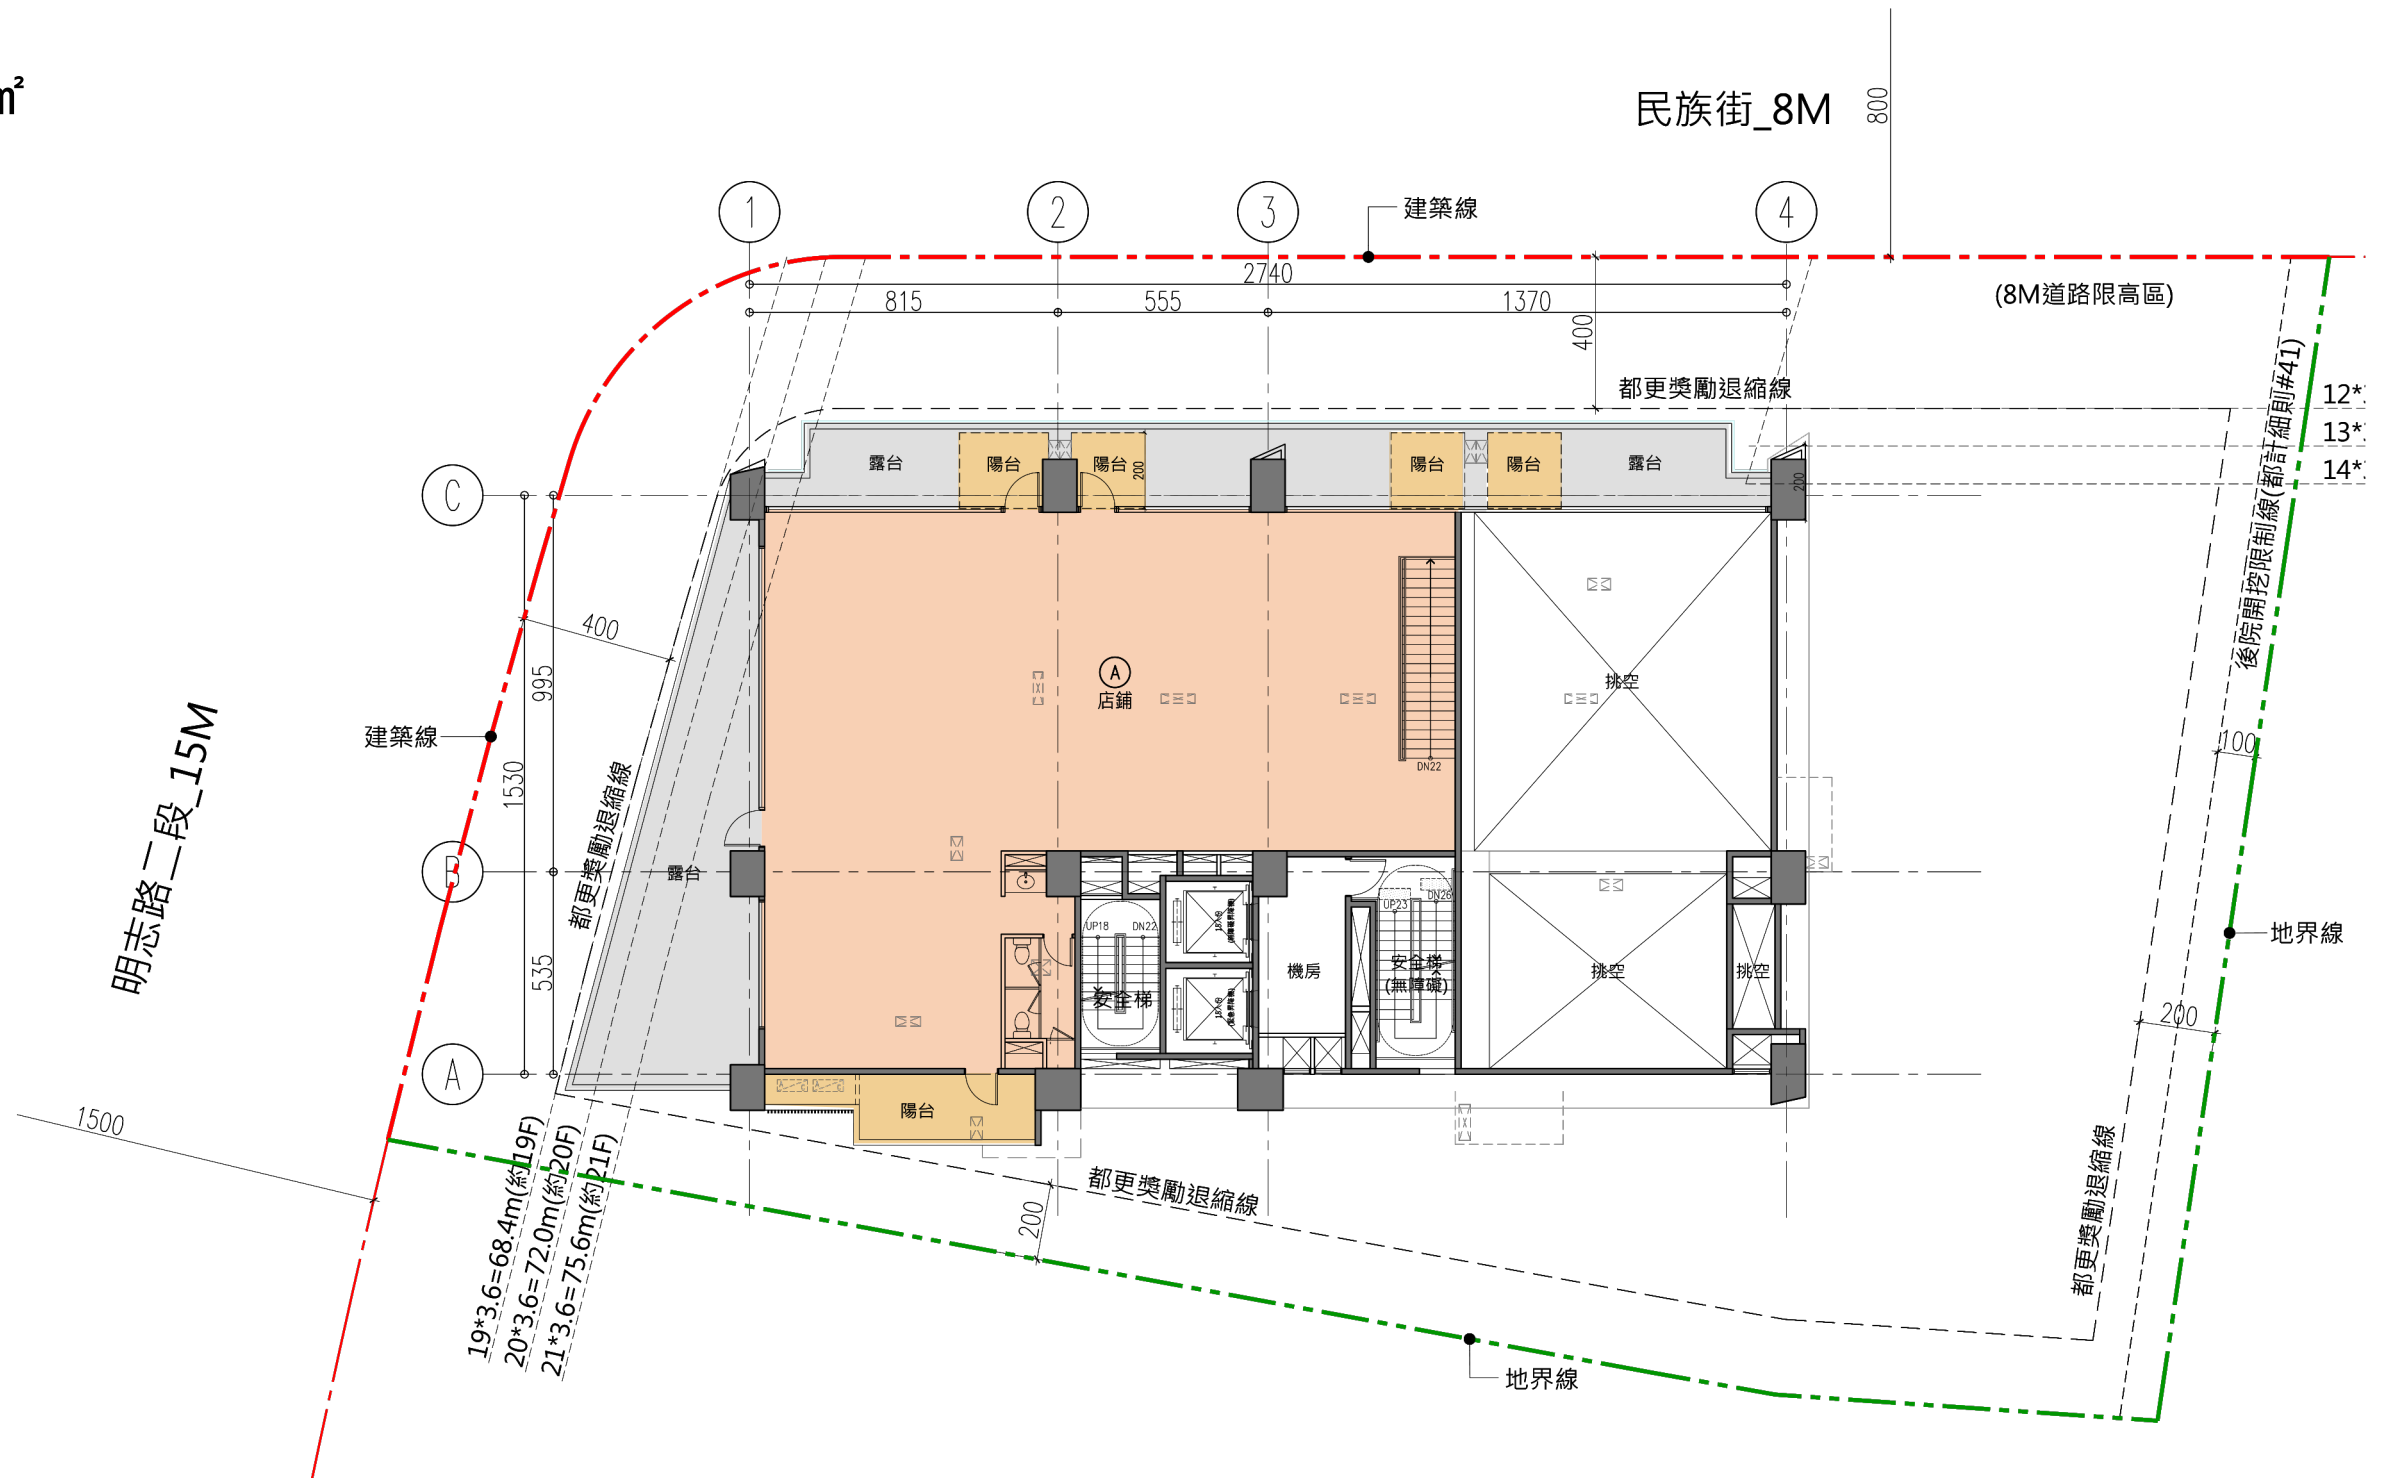 ㎡
民族街_8M
800
1
2
3
4
建築線
2740
815
555
1370
(8M道路限高區)
400
都更獎勵退縮線
12*
13*
14*
後院開挖限制線(都計細則#41)
C
露台
陽台
陽台
200
陽台
陽台
露台
200
400
995
A
店鋪
挑空
明志路二段_15M
建築線
1530
都更獎勵退縮線
DN22
100
B
露台
UP18
DN22
UP23
DN26
地界線
535
機房
安全梯
(無障礙)
挑空
挑空
安全梯
200
A
陽台
1500
19*3.6=68.4m(約19F)
20*3.6=72.0m(約20F)
21*3.6=75.6m(約21F)
都更獎勵退縮線
200
都更獎勵退縮線
地界線